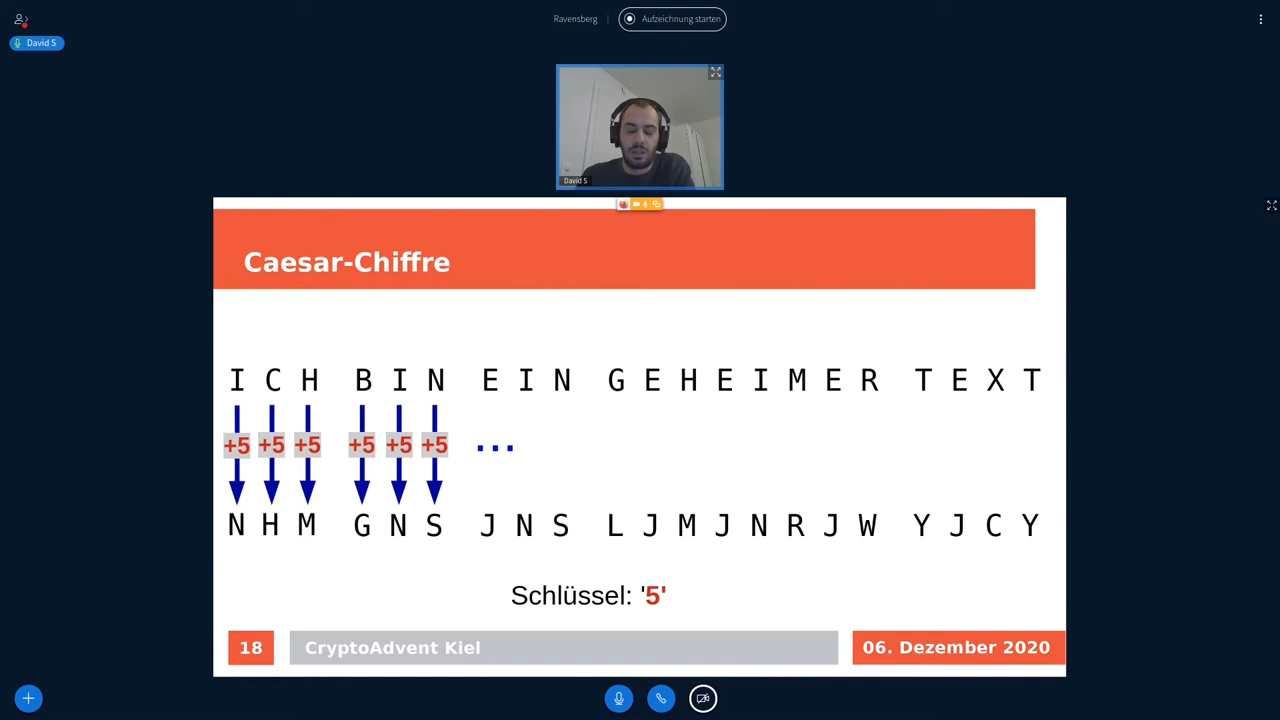 Ravensberg
Aufzeichnung starten
David S
David S
Caesar-Chiffre
I C H B I N E I N G E H E I M E R T E X T
+5 +5 +5 +5 +5 +5 ...
N H M G N S J N S L J M J N R J W Y J C Y
Schlüssel: '5'
18 CryptoAdvent Kiel 06. Dezember 2020